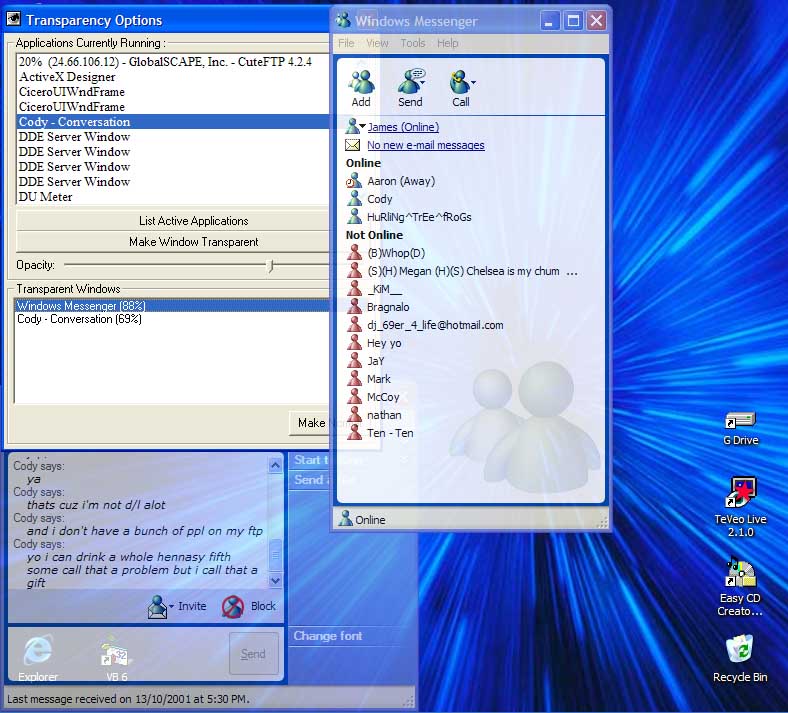 Transparency Options
Applications Currently Running :
20% (24.66.106.12) - GlobalSCAPE, Inc. - CuteFTP 4.2.4
ActiveX Designer
CiceroUIWndFrame
CiceroUIWndFrame
Cody - Conversation
DDE Server Window
DDE Server Window
DDE Server Window
DDE Server Window
DU Meter
List Active Applications
Make Window Transparent
Opacity:
Transparent Windows
Windows Messenger (88%)
Cody - Conversation (69%)
Make
Windows Messenger
File View Tools Help
Add Send Call
James (Online)
No new e-mail messages
Online
Aaron (Away)
Cody
HuRliNg^TrEe^fRoGs
Not Online
(B)Whop(D)
(S)(H) Megan (H)(S) Chelsea is my chum ...
_KiM__
Bragnalo
dj_69er_4_life@hotmail.com
Hey yo
JaY
Mark
McCoy
nathan
Ten - Ten
Online
Cody says:
ya
Cody says:
thats cuz i'm not d/l alot
Cody says:
and i don't have a bunch of ppl on my ftp
Cody says:
yo i can drink a whole hennasy fifth
some call that a problem but i call that a
gift
Invite Block
Start
Send
Change font
Send
Explorer
VB 6
Last message received on 13/10/2001 at 5:30 PM.
G Drive
TeVeo Live
2.1.0
Easy CD
Creato...
Recycle Bin